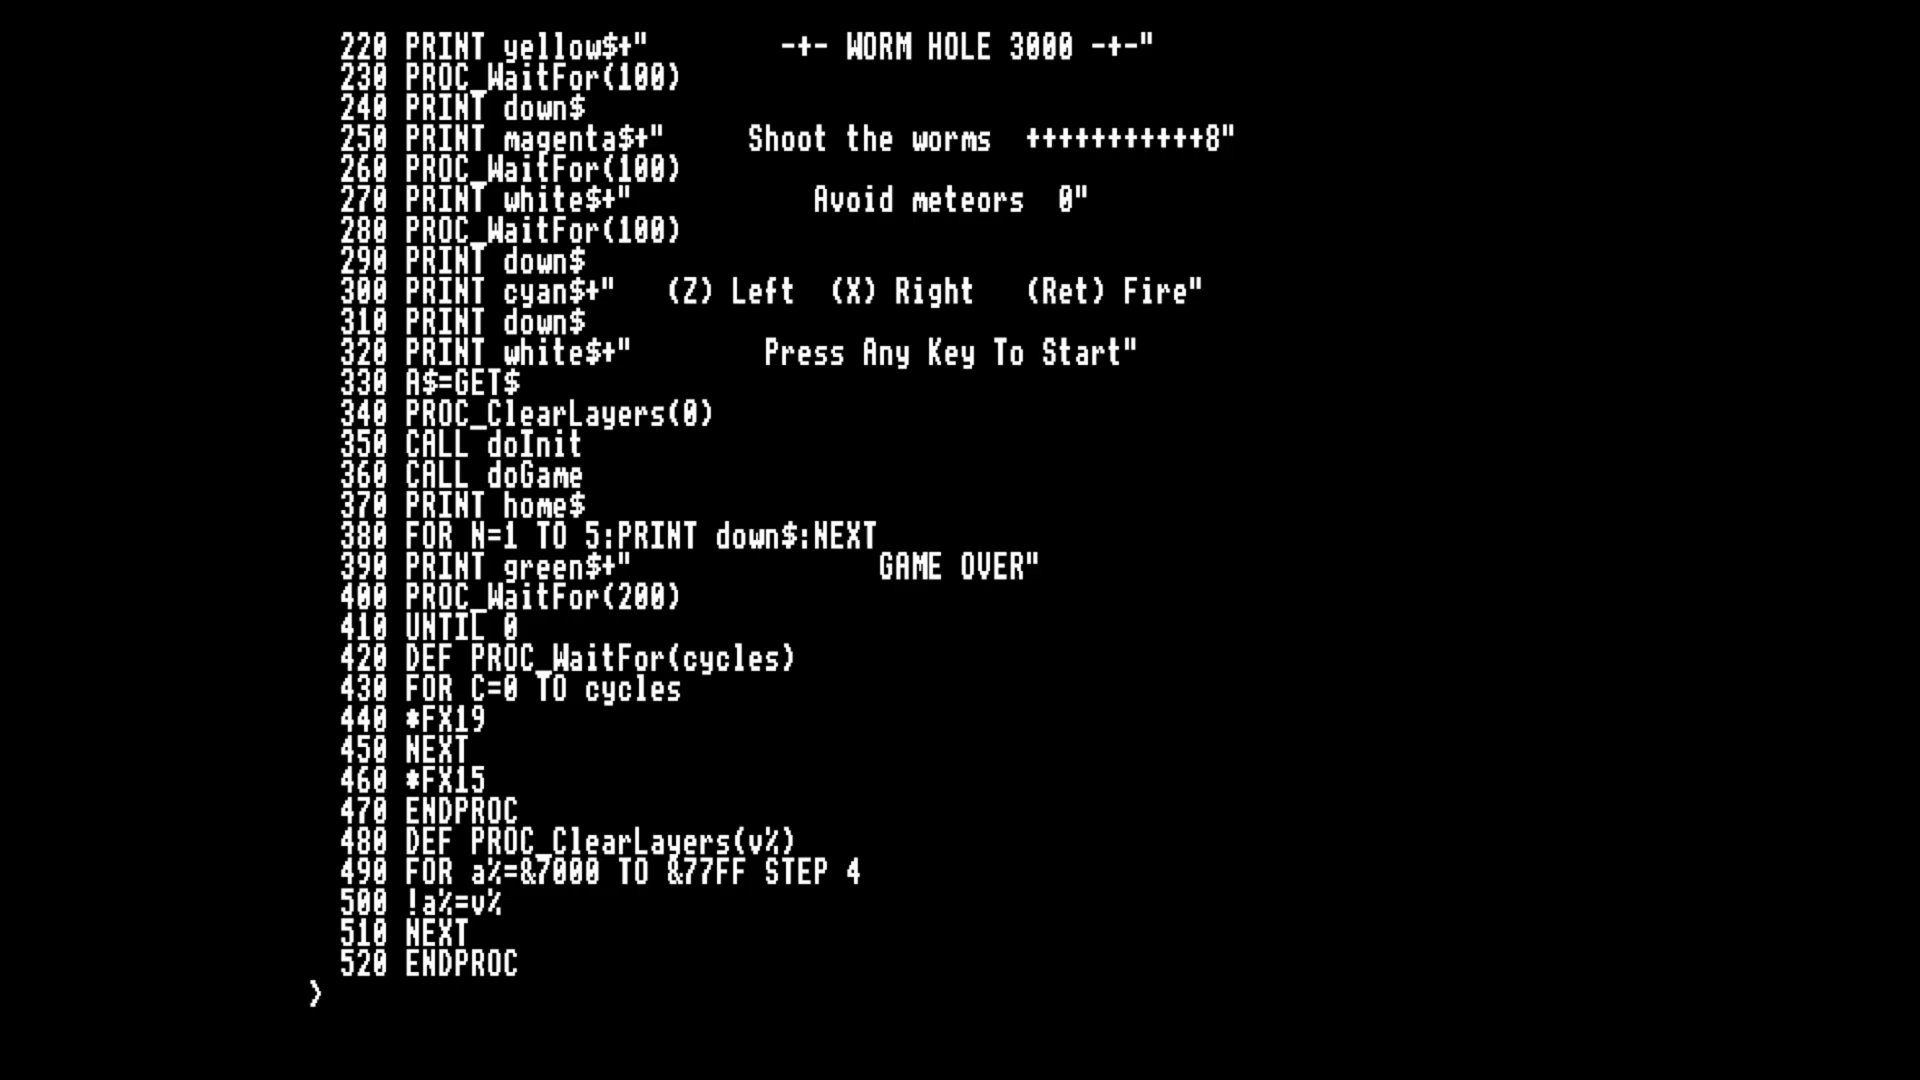 220 PRINT yellow$+"        -+- WORM HOLE 3000 -+-"
230 PROC_WaitFor(100)
240 PRINT down$
250 PRINT magenta$+"     Shoot the worms  +++++++++++8"
260 PROC_WaitFor(100)
270 PRINT white$+"           Avoid meteors  0"
280 PROC_WaitFor(100)
290 PRINT down$
300 PRINT cyan$+"   (Z) Left  (X) Right   (Ret) Fire"
310 PRINT down$
320 PRINT white$+"        Press Any Key To Start"
330 A$=GET$
340 PROC_ClearLayers(0)
350 CALL doInit
360 CALL doGame
370 PRINT home$
380 FOR N=1 TO 5:PRINT down$:NEXT
390 PRINT green$+"               GAME OVER"
400 PROC_WaitFor(200)
410 UNTIL 0
420 DEF PROC_WaitFor(cycles)
430 FOR C=0 TO cycles
440 *FX19
450 NEXT
460 *FX15
470 ENDPROC
480 DEF PROC_ClearLayers(v%)
490 FOR a%=&7000 TO &77FF STEP 4
500 !a%=v%
510 NEXT
520 ENDPROC
>